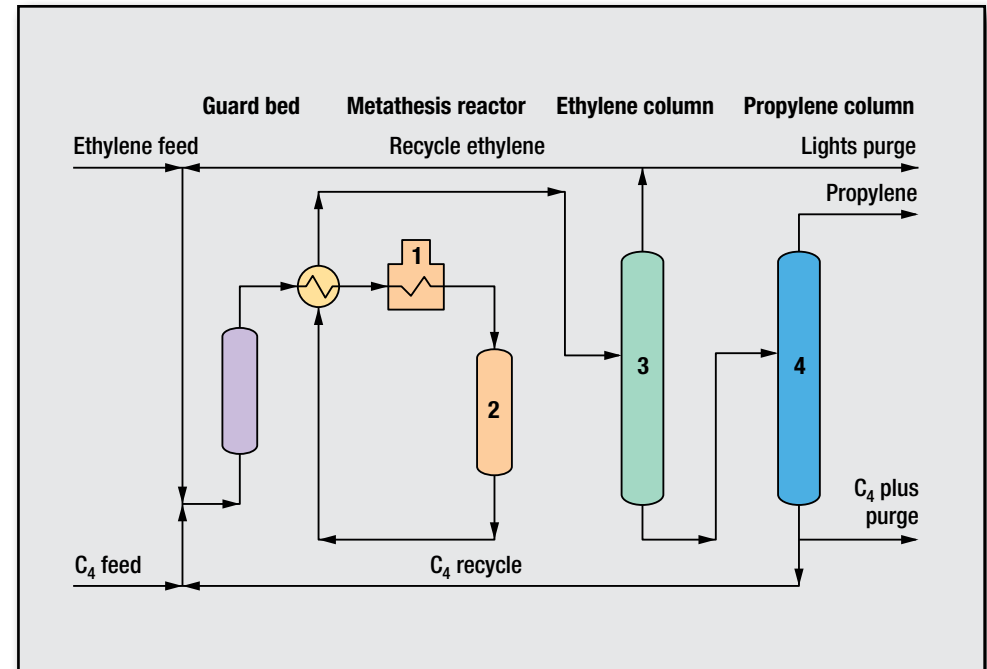 Guard bed
Metathesis reactor
Ethylene column
Propylene column
Ethylene feed
Recycle ethylene
Lights purge
Propylene
1
2
3
4
C₄ plus
purge
C₄ feed
C₄ recycle